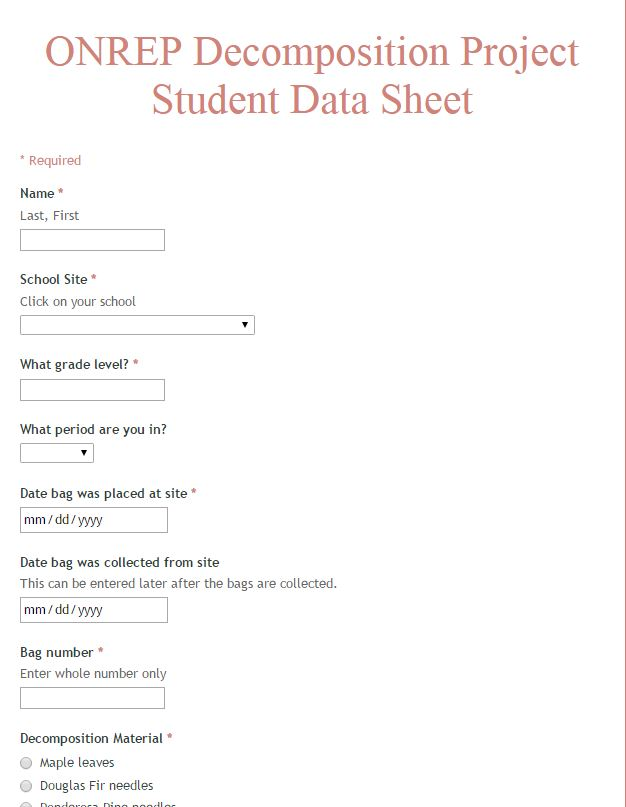 ONREP Decomposition Project
Student Data Sheet
* Required
Name *
Last, First
School Site *
Click on your school
What grade level? *
What period are you in?
Date bag was placed at site *
mm/dd/yyyy
Date bag was collected from site
This can be entered later after the bags are collected.
mm/dd/yyyy
Bag number *
Enter whole number only
Decomposition Material *
Maple leaves
Douglas Fir needles
Ponderosa Pine needles